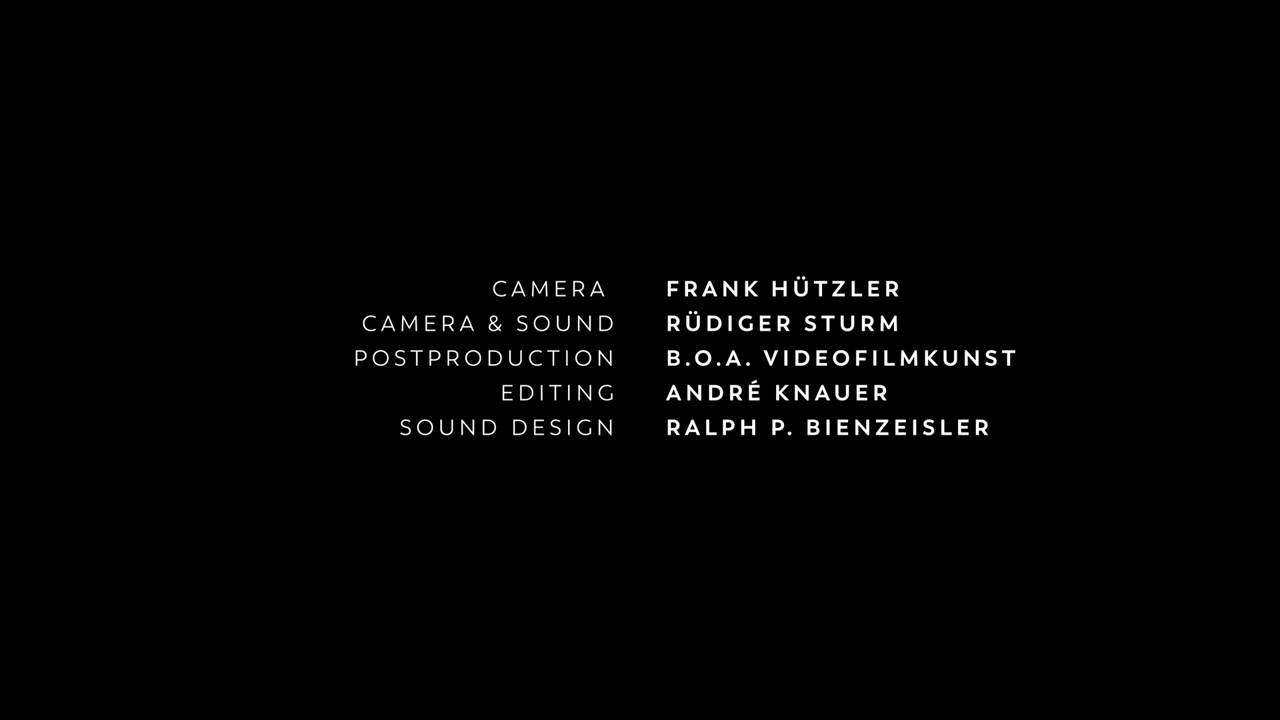 CAMERA FRANK HÜTZLER
CAMERA & SOUND RÜDIGER STURM
POSTPRODUCTION B.O.A. VIDEOFILMKUNST
EDITING ANDRÉ KNAUER
SOUND DESIGN RALPH P. BIENZEISLER